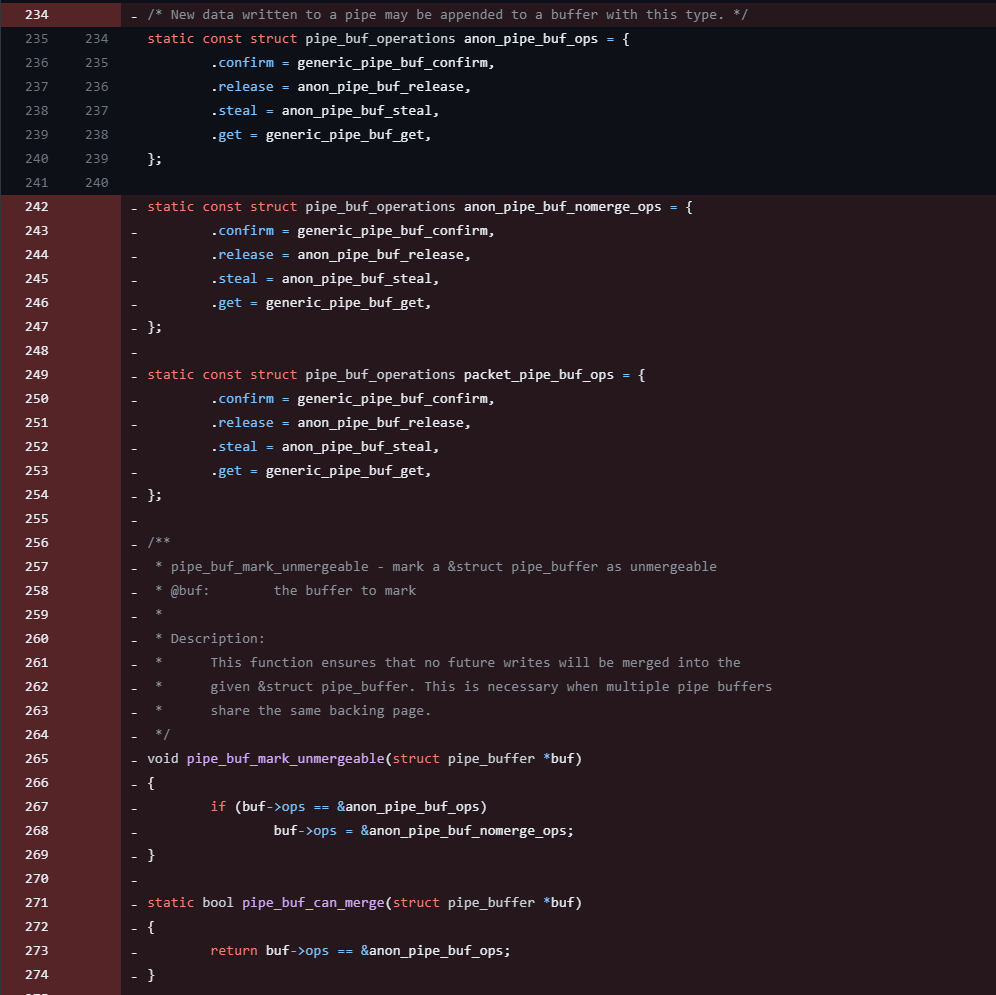 234 - /* New data written to a pipe may be appended to a buffer with this type. */
235 234 static const struct pipe_buf_operations anon_pipe_buf_ops = {
236 235 .confirm = generic_pipe_buf_confirm,
237 236 .release = anon_pipe_buf_release,
238 237 .steal = anon_pipe_buf_steal,
239 238 .get = generic_pipe_buf_get,
240 239 };
241 240
242 - static const struct pipe_buf_operations anon_pipe_buf_nomerge_ops = {
243 - .confirm = generic_pipe_buf_confirm,
244 - .release = anon_pipe_buf_release,
245 - .steal = anon_pipe_buf_steal,
246 - .get = generic_pipe_buf_get,
247 - };
248 -
249 - static const struct pipe_buf_operations packet_pipe_buf_ops = {
250 - .confirm = generic_pipe_buf_confirm,
251 - .release = anon_pipe_buf_release,
252 - .steal = anon_pipe_buf_steal,
253 - .get = generic_pipe_buf_get,
254 - };
255 -
256 - /**
257 - * pipe_buf_mark_unmergeable - mark a &struct pipe_buffer as unmergeable
258 - * @buf: the buffer to mark
259 - *
260 - * Description:
261 - * This function ensures that no future writes will be merged into the
262 - * given &struct pipe_buffer. This is necessary when multiple pipe buffers
263 - * share the same backing page.
264 - */
265 - void pipe_buf_mark_unmergeable(struct pipe_buffer *buf)
266 - {
267 - if (buf->ops == &anon_pipe_buf_ops)
268 - buf->ops = &anon_pipe_buf_nomerge_ops;
269 - }
270 -
271 - static bool pipe_buf_can_merge(struct pipe_buffer *buf)
272 - {
273 - return buf->ops == &anon_pipe_buf_ops;
274 - }